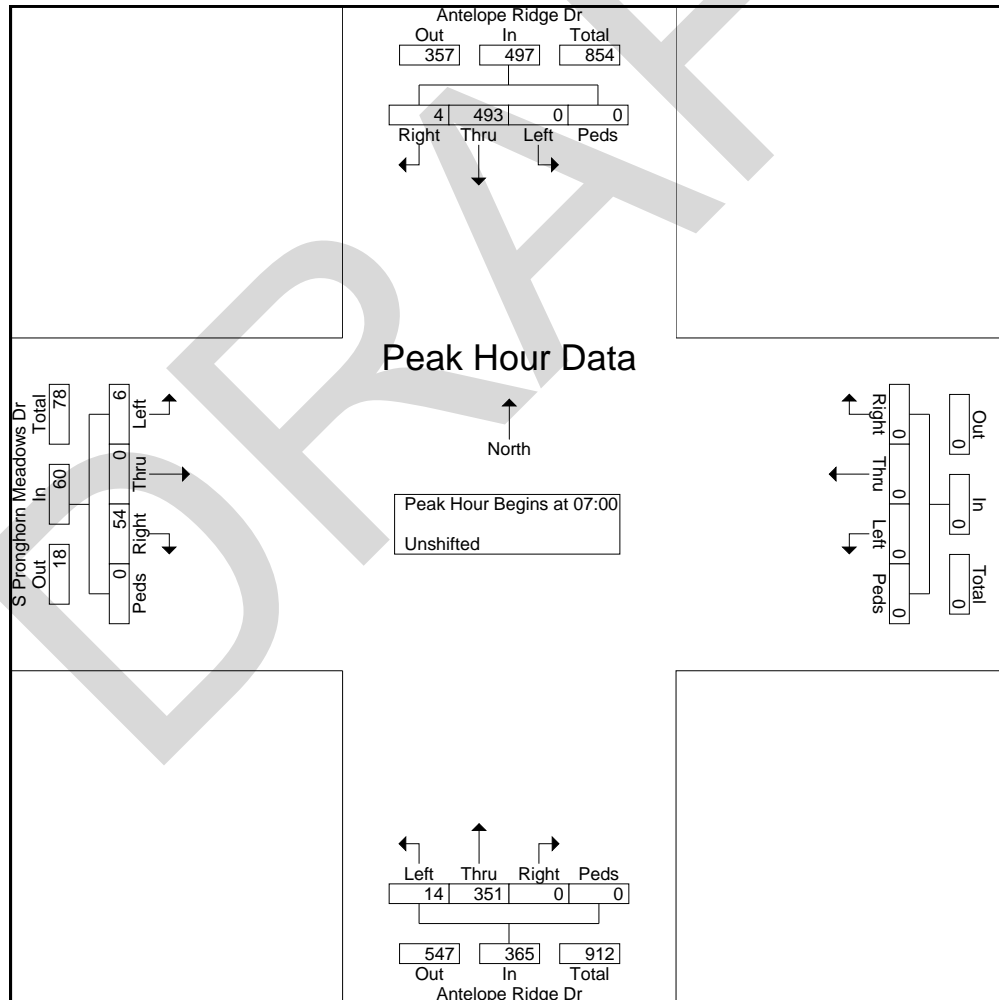 Antelope Ridge Dr
Out In Total
357 497 854
4 493 0 0
Right Thru Left Peds
Peak Hour Data
North
Peak Hour Begins at 07:00
Unshifted
S Pronghorn Meadows Dr
Total In Out
78 60 18
6 0 54 0
Left Thru Right Peds
Right Thru Left Peds
0 0 0 0
Out In Total
0 0 0
Left Thru Right Peds
14 351 0 0
547 365 912
Out In Total
Antelope Ridge Dr
DRAF